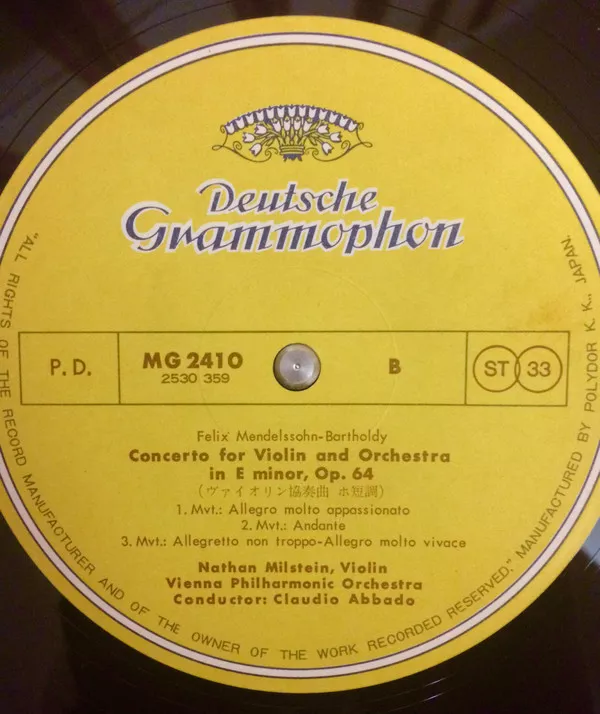 Deutsche
Grammophon
P.D.
MG 2410
2530 359
B
ST 33
Felix Mendelssohn-Bartholdy
Concerto for Violin and Orchestra
in E minor, Op. 64
(ヴァイオリン協奏曲 ホ短調)
1. Mvt.: Allegro molto appassionato
2. Mvt.: Andante
3. Mvt.: Allegretto non troppo-Allegro molto vivace
Nathan Milstein, Violin
Vienna Philharmonic Orchestra
Conductor: Claudio Abbado
"ALL RIGHTS OF THE RECORD MANUFACTURER AND OF THE OWNER OF THE WORK RECORDED RESERVED," MANUFACTURED BY POLYDOR K. K., JAPAN.